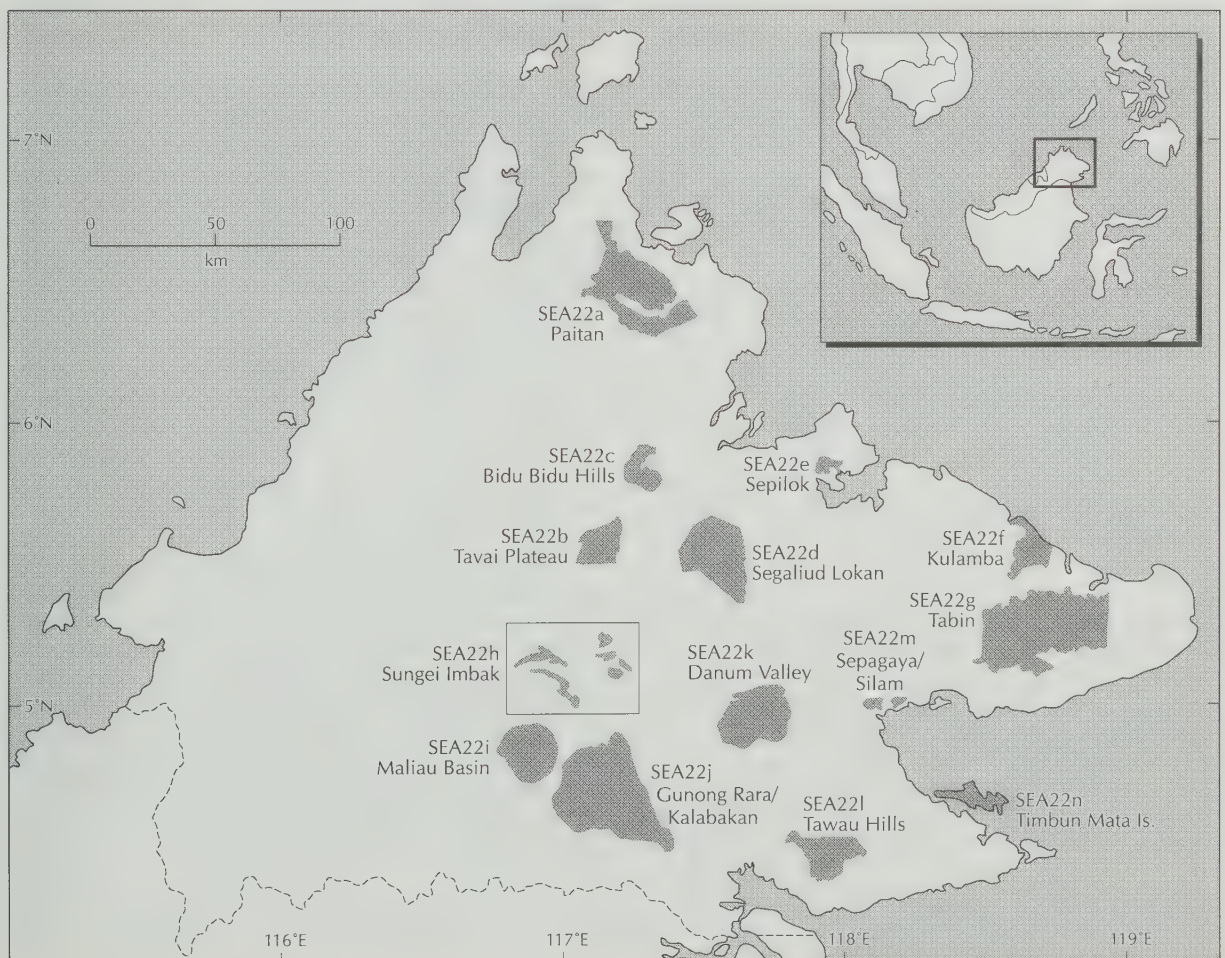 7°N
0 50 100
km
SEA22a
Paitan
6°N
SEA22c
Bidu Bidu Hills
SEA22e
Sepilok
SEA22b
Tavai Plateau
SEA22d
Segaliud Lokan
SEA22f
Kulamba
SEA22g
Tabin
SEA22h
Sungei Imbak
SEA22k
Danum Valley
SEA22m
Sepagaya/
Silam
5°N
SEA22i
Maliau Basin
SEA22j
Gunong Rara/
Kalabakan
SEA22l
Tawau Hills
SEA22n
Timbun Mata Is.
116°E 117°E 118°E 119°E